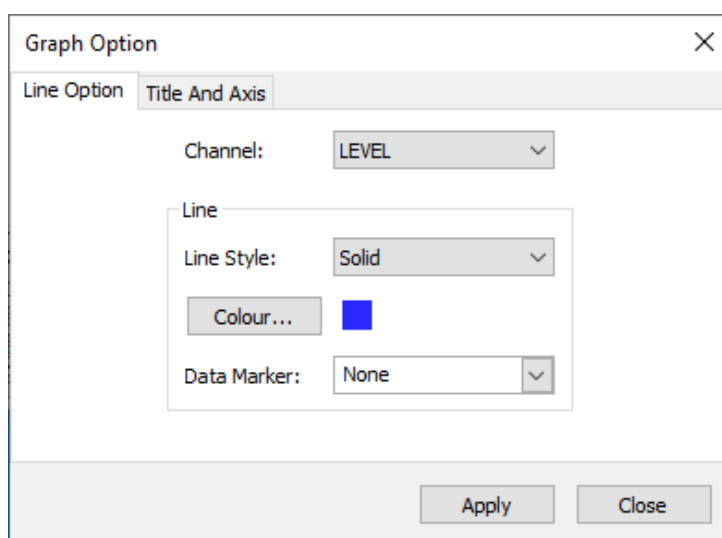 Graph Option
Line Option Title And Axis
Channel: LEVEL
Line
Line Style: Solid
Colour...
Data Marker: None
Apply Close